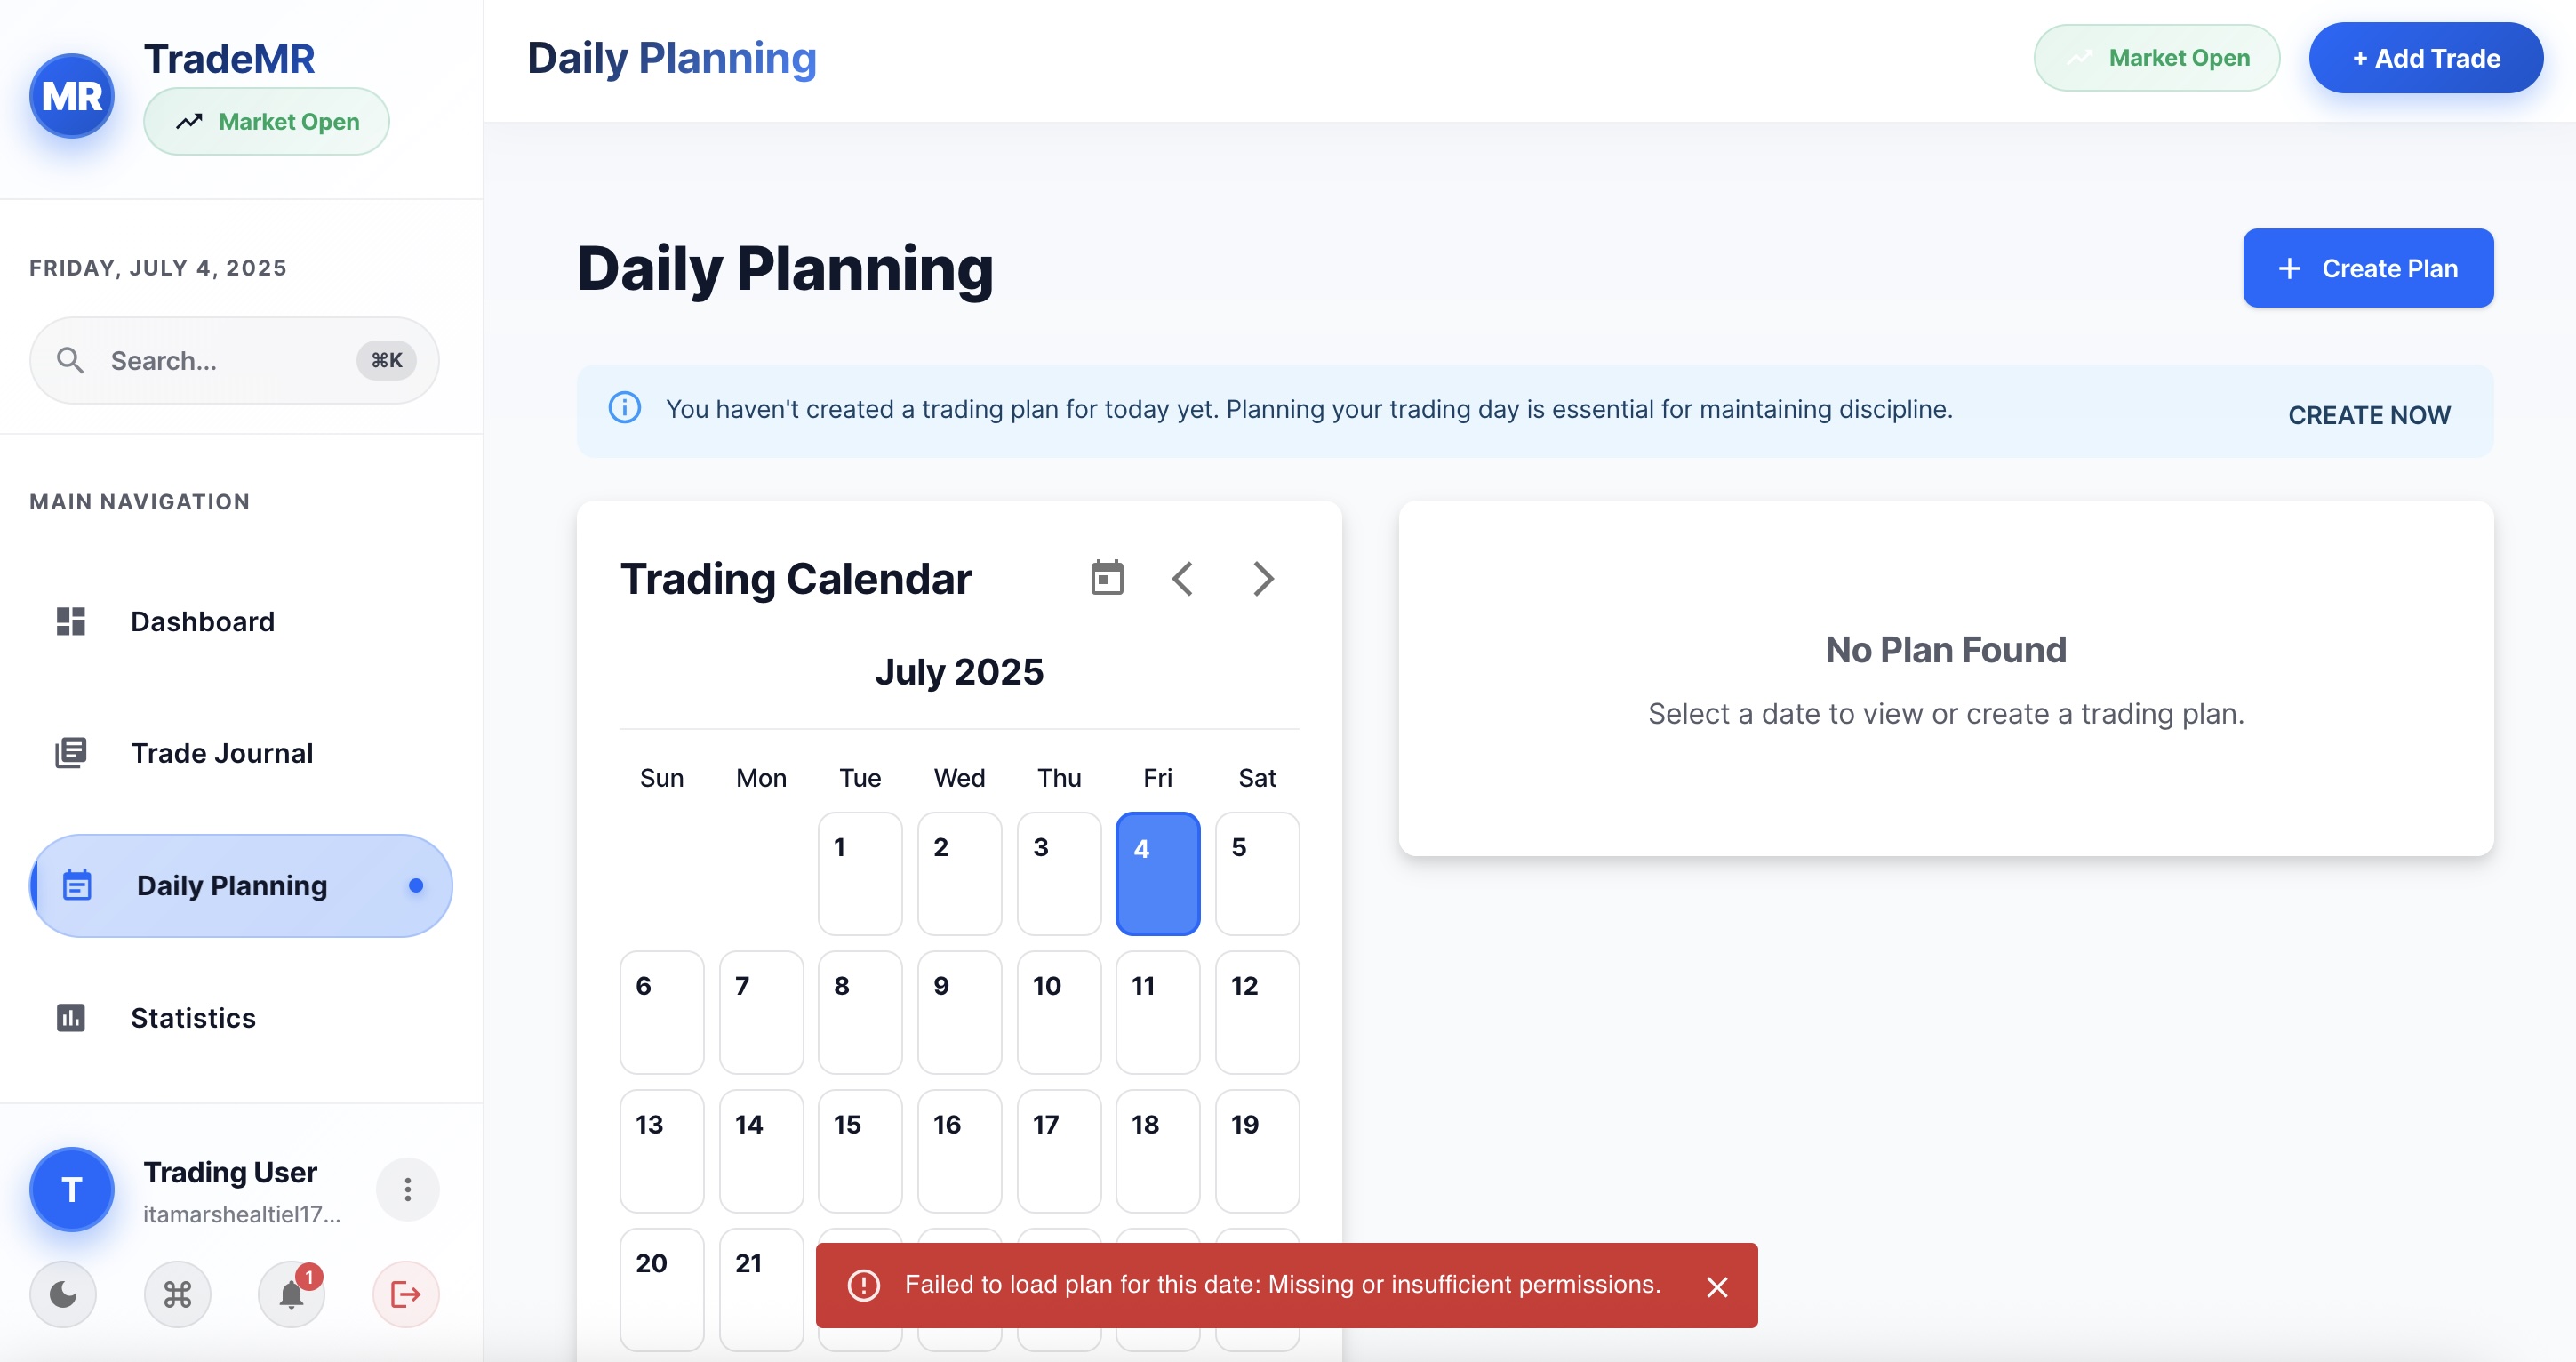 MR
TradeMR
Market Open
FRIDAY, JULY 4, 2025
Search...
⌘K
MAIN NAVIGATION
Dashboard
Trade Journal
Daily Planning
Statistics
T
Trading User
itamarshealtiel17...
1
Daily Planning
Market Open
+ Add Trade
Daily Planning
+ Create Plan
You haven't created a trading plan for today yet. Planning your trading day is essential for maintaining discipline.
CREATE NOW
Trading Calendar
July 2025
Sun Mon Tue Wed Thu Fri Sat
1 2 3 4 5
6 7 8 9 10 11 12
13 14 15 16 17 18 19
20 21
No Plan Found
Select a date to view or create a trading plan.
Failed to load plan for this date: Missing or insufficient permissions.